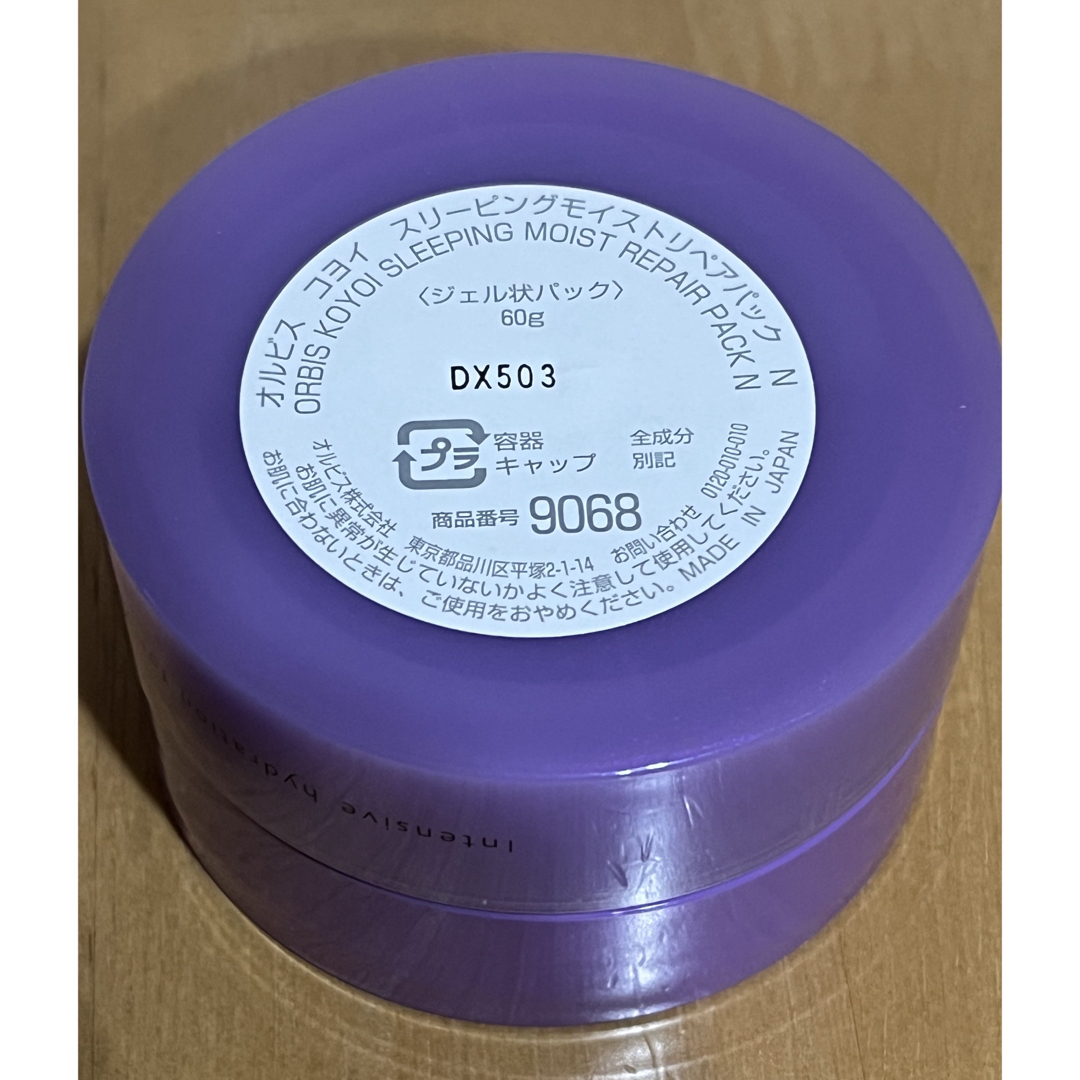 オルビス コヨイ スリーピングモイストリペアパック N
ORBIS KOYOI SLEEPING MOIST REPAIR PACK N
〈ジェル状パック〉
60g
DX503
プラ
容器
キャップ
全成分
別記
商品番号 9068
オルビス株式会社 東京都品川区平塚2-1-14 お問い合わせ 0120-010-010
お肌に異常が生じていないかよく注意して使用してください。
お肌に合わないときは、ご使用をおやめください。MADE IN JAPAN
Intensive hydration